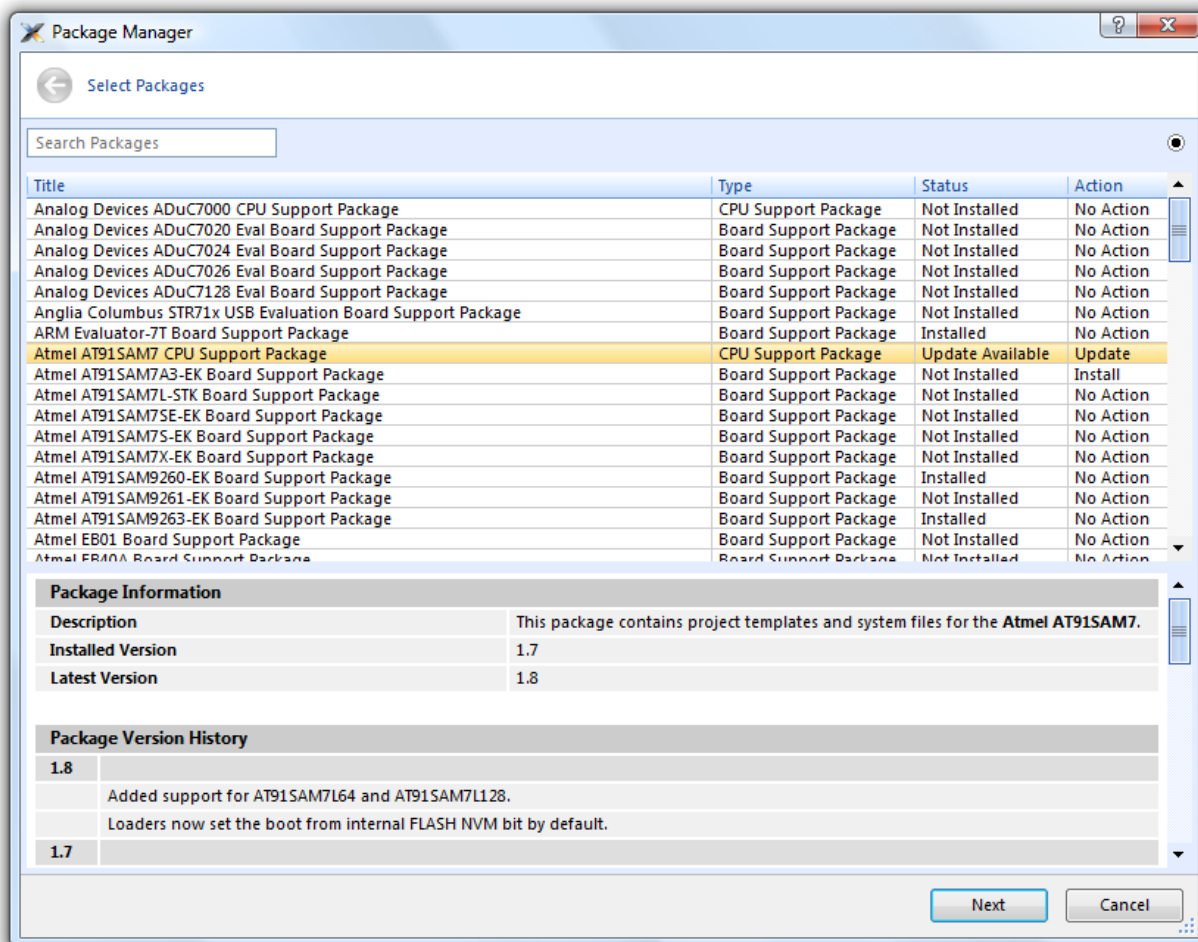 Package Manager
Select Packages
Search Packages
Title Type Status Action
Analog Devices ADuC7000 CPU Support Package CPU Support Package Not Installed No Action
Analog Devices ADuC7020 Eval Board Support Package Board Support Package Not Installed No Action
Analog Devices ADuC7024 Eval Board Support Package Board Support Package Not Installed No Action
Analog Devices ADuC7026 Eval Board Support Package Board Support Package Not Installed No Action
Analog Devices ADuC7128 Eval Board Support Package Board Support Package Not Installed No Action
Anglia Columbus STR71x USB Evaluation Board Support Package Board Support Package Not Installed No Action
ARM Evaluator-7T Board Support Package Board Support Package Installed No Action
Atmel AT91SAM7 CPU Support Package CPU Support Package Update Available Update
Atmel AT91SAM7A3-EK Board Support Package Board Support Package Not Installed Install
Atmel AT91SAM7L-STK Board Support Package Board Support Package Not Installed No Action
Atmel AT91SAM7SE-EK Board Support Package Board Support Package Not Installed No Action
Atmel AT91SAM7S-EK Board Support Package Board Support Package Not Installed No Action
Atmel AT91SAM7X-EK Board Support Package Board Support Package Not Installed No Action
Atmel AT91SAM9260-EK Board Support Package Board Support Package Installed No Action
Atmel AT91SAM9261-EK Board Support Package Board Support Package Not Installed No Action
Atmel AT91SAM9263-EK Board Support Package Board Support Package Installed No Action
Atmel EB01 Board Support Package Board Support Package Not Installed No Action
Atmel EB40A Board Support Package Board Support Package Not Installed No Action
Package Information
Description This package contains project templates and system files for the Atmel AT91SAM7.
Installed Version 1.7
Latest Version 1.8
Package Version History
1.8
Added support for AT91SAM7L64 and AT91SAM7L128.
Loaders now set the boot from internal FLASH NVM bit by default.
1.7
Next Cancel